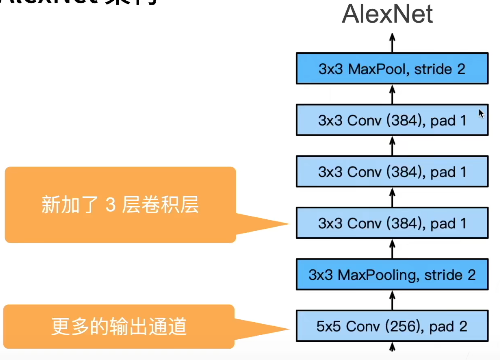 AlexNet 架构
AlexNet
3x3 MaxPool, stride 2
3x3 Conv (384), pad 1
3x3 Conv (384), pad 1
新加了 3 层卷积层
3x3 Conv (384), pad 1
3x3 MaxPooling, stride 2
更多的输出通道
5x5 Conv (256), pad 2